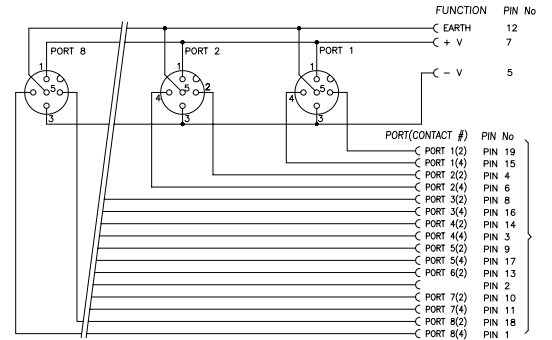 FUNCTION PIN No
EARTH 12
+ V 7
PORT 8 PORT 2 PORT 1
− V 5
1 1 1
5 4 5 2 4 5
3 3 3
PORT(CONTACT #) PIN No
PORT 1(2) PIN 19
PORT 1(4) PIN 15
PORT 2(2) PIN 4
PORT 2(4) PIN 6
PORT 3(2) PIN 8
PORT 3(4) PIN 16
PORT 4(2) PIN 14
PORT 4(4) PIN 3
PORT 5(2) PIN 9
PORT 5(4) PIN 17
PORT 6(2) PIN 13
PIN 2
PORT 7(2) PIN 10
PORT 7(4) PIN 11
PORT 8(2) PIN 18
PORT 8(4) PIN 1